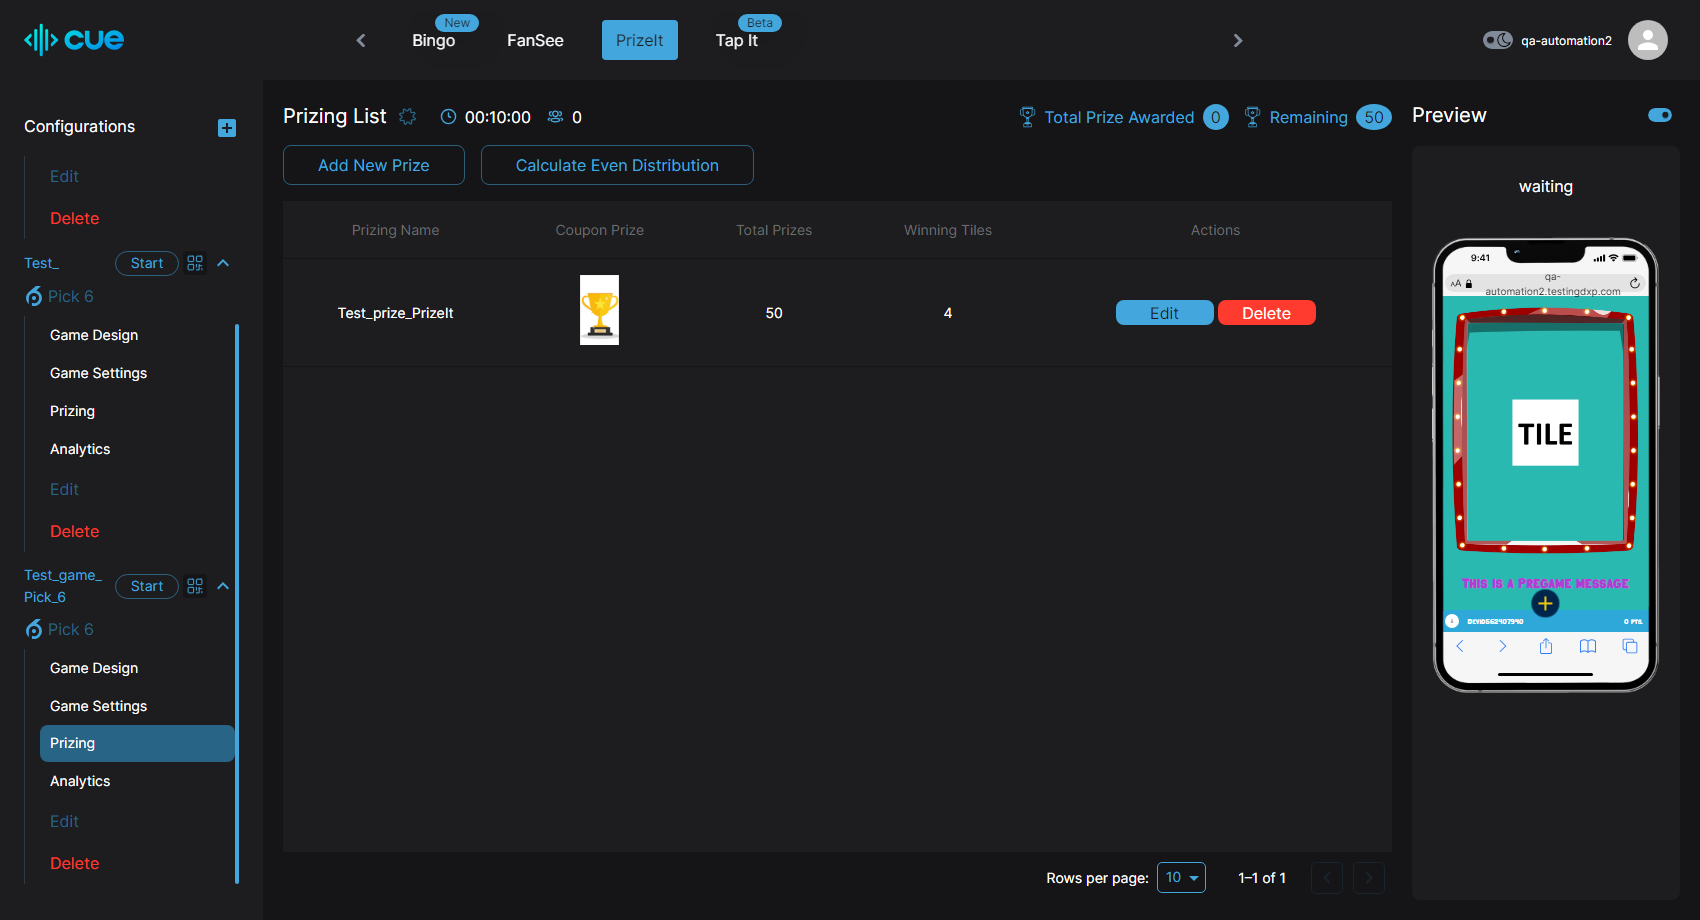 cue
New
Bingo
FanSee
PrizeIt
Beta
Tap It
qa-automation2
Configurations
Edit
Delete
Test_
Start
Pick 6
Game Design
Game Settings
Prizing
Analytics
Edit
Delete
Test_game_
Pick_6
Start
Pick 6
Game Design
Game Settings
Prizing
Analytics
Edit
Delete
Prizing List
00:10:00
0
Total Prize Awarded 0
Remaining 50
Add New Prize
Calculate Even Distribution
Prizing Name Coupon Prize Total Prizes Winning Tiles Actions
Test_prize_PrizeIt 50 4 Edit Delete
Rows per page: 10 1–1 of 1
Preview
waiting
9:41
AA
qa-
automation2.testingdxp.com
TILE
THIS IS A PREGAME MESSAGE
0 PTS.